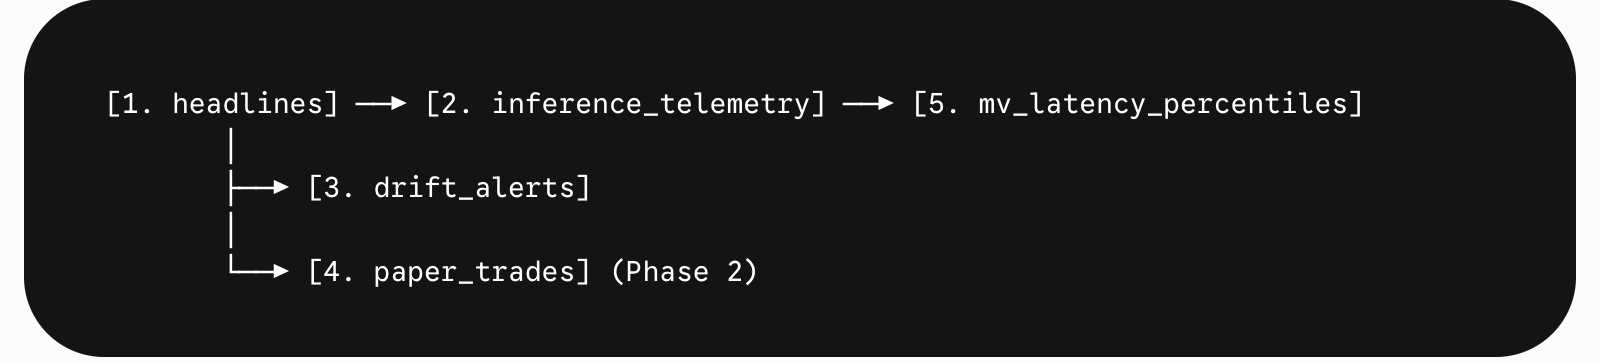 [1. headlines] ──► [2. inference_telemetry] ──► [5. mv_latency_percentiles]
[3. drift_alerts]
[4. paper_trades] (Phase 2)